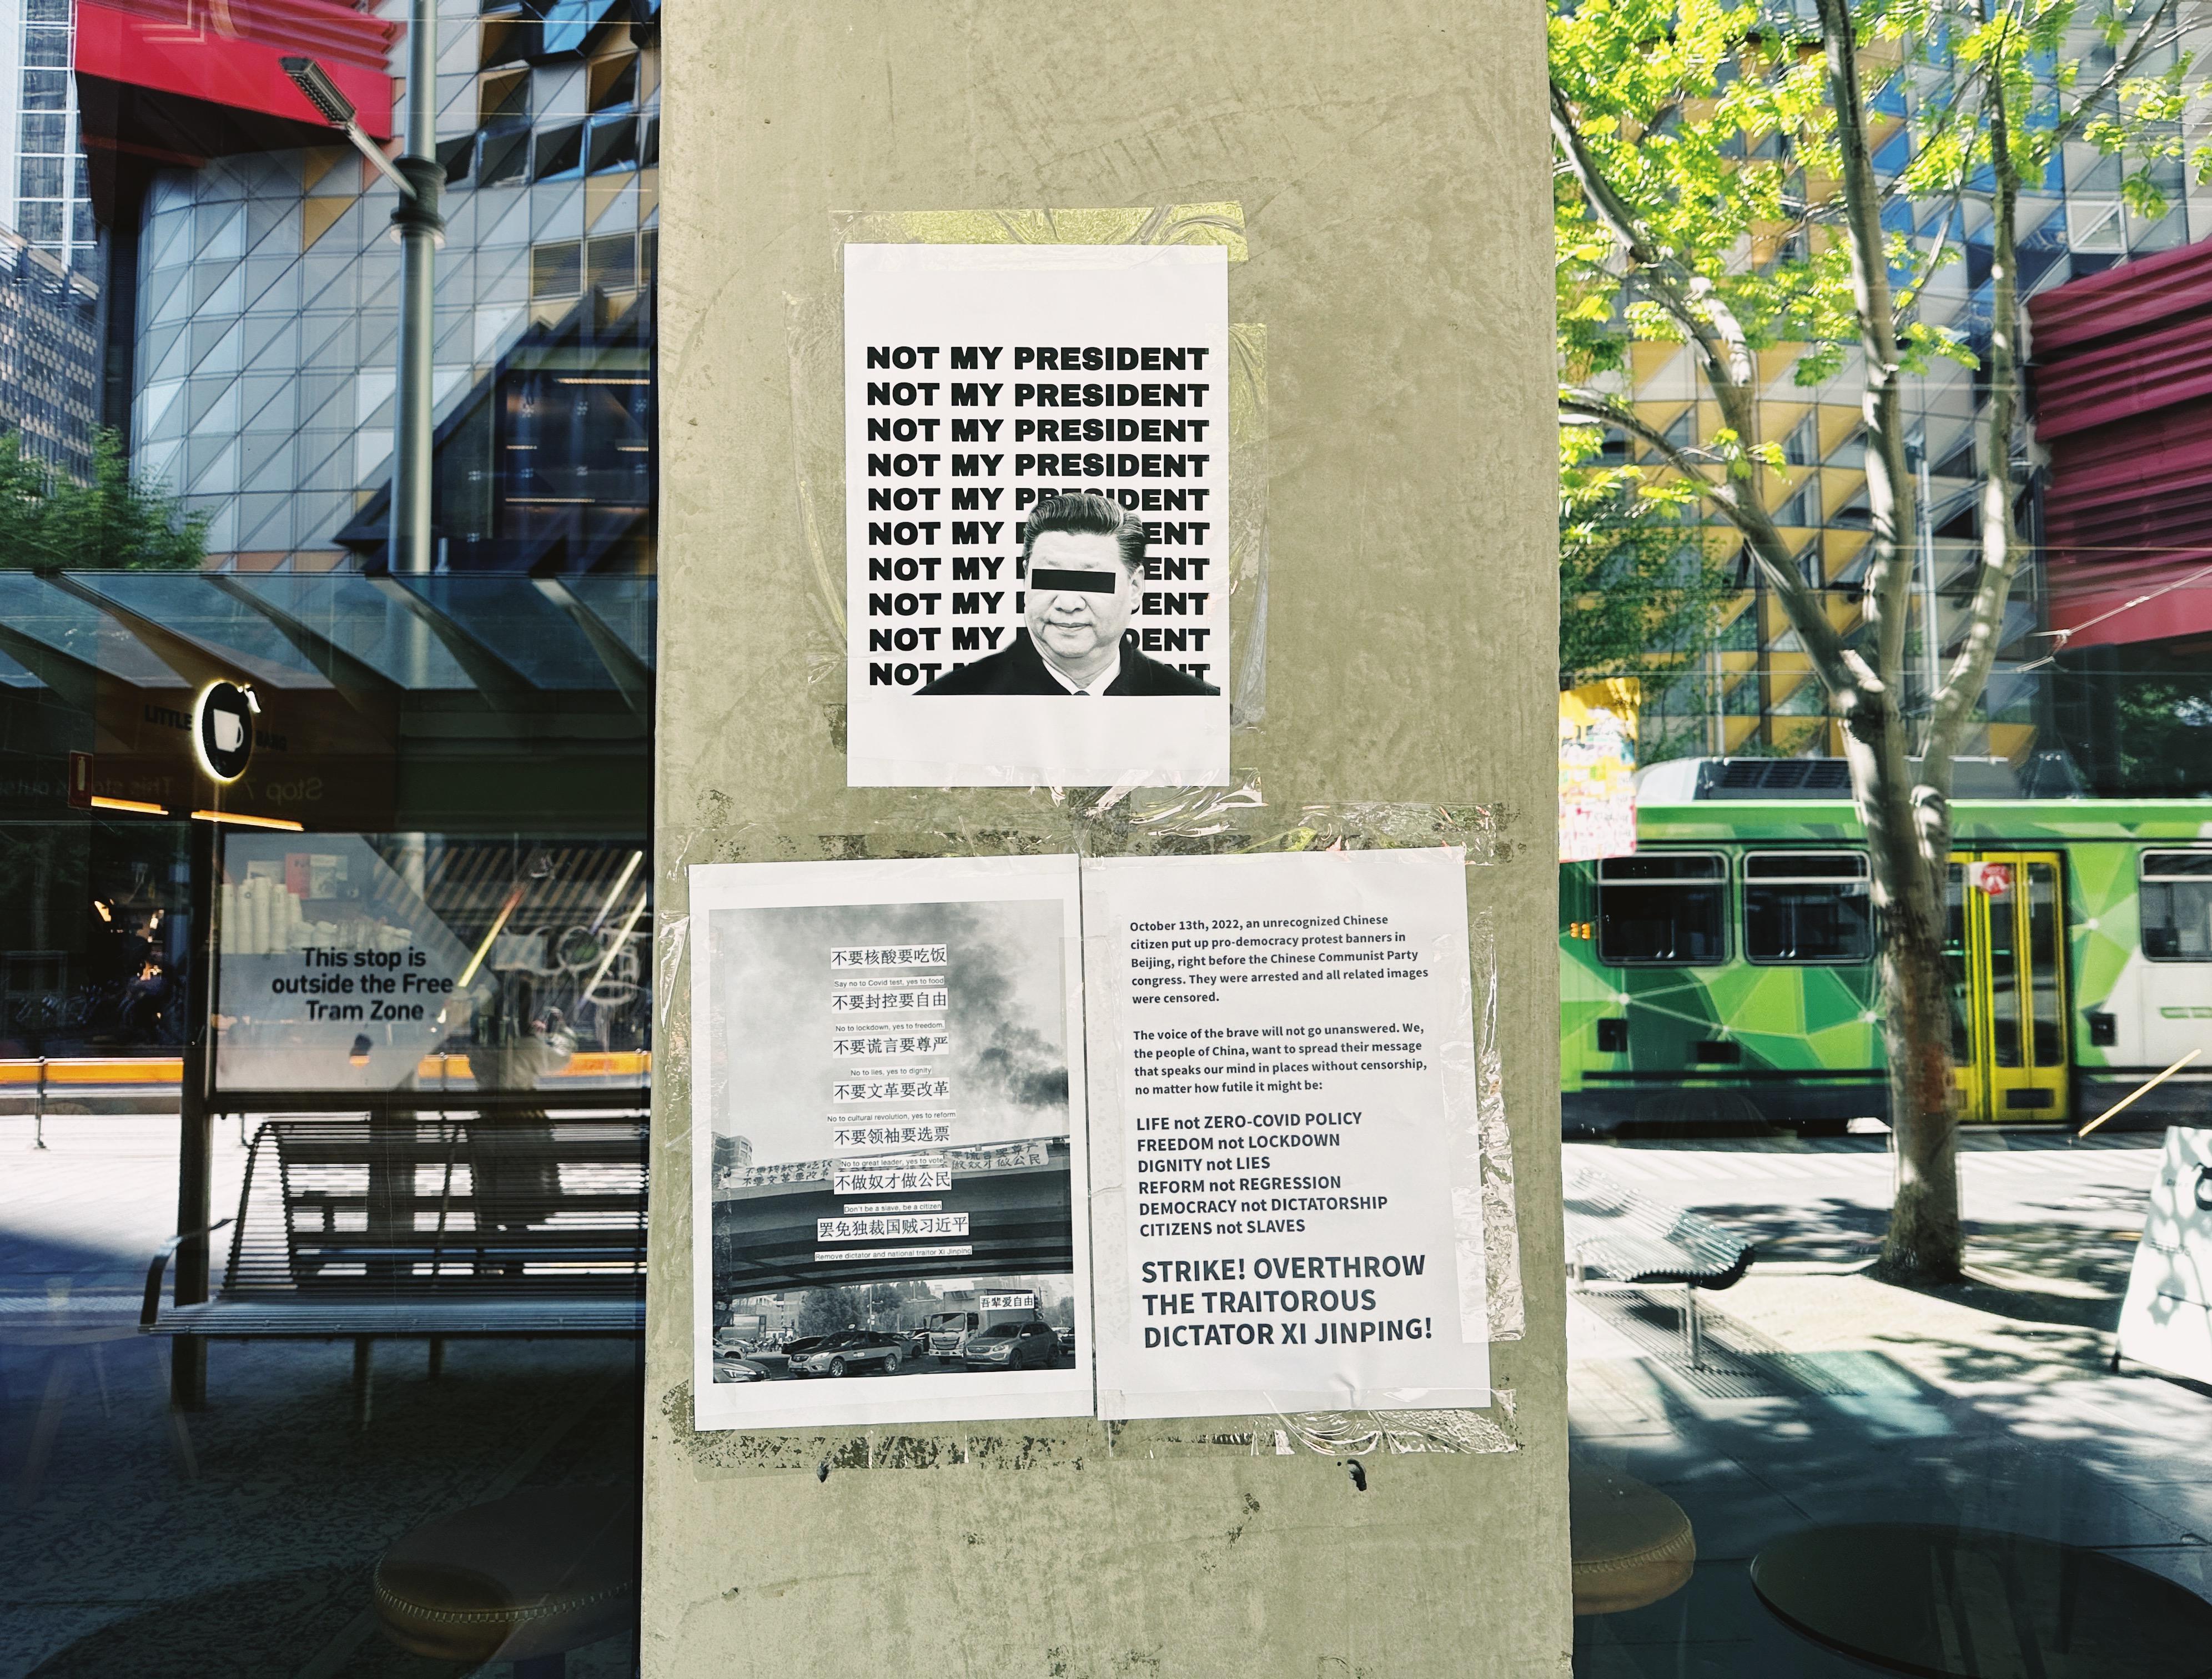 NOT MY PRESIDENT
NOT MY PRESIDENT
NOT MY PRESIDENT
NOT MY PRESIDENT
NOT MY PRESIDENT
NOT MY P ENT
NOT MY ENT
NOT MY ENT
NOT MY DENT
NOT NT
不要核酸要吃饭
Say no to Covid test, yes to food
不要封控要自由
No to lockdown, yes to freedom.
不要谎言要尊严
No to lies, yes to dignity
不要文革要改革
No to cultural revolution, yes to reform
不要领袖要选票
No to great leader, yes to vote
不做奴才做公民
Don't be a slave, be a citizen
罢免独裁国贼习近平
Remove dictator and national traitor Xi Jinping
吾辈爱自由
October 13th, 2022, an unrecognized Chinese
citizen put up pro-democracy protest banners in
Beijing, right before the Chinese Communist Party
congress. They were arrested and all related images
were censored.
The voice of the brave will not go unanswered. We,
the people of China, want to spread their message
that speaks our mind in places without censorship,
no matter how futile it might be:
LIFE not ZERO-COVID POLICY
FREEDOM not LOCKDOWN
DIGNITY not LIES
REFORM not REGRESSION
DEMOCRACY not DICTATORSHIP
CITIZENS not SLAVES
STRIKE! OVERTHROW
THE TRAITOROUS
DICTATOR XI JINPING!
LITTLE
This stop is
outside the Free
Tram Zone